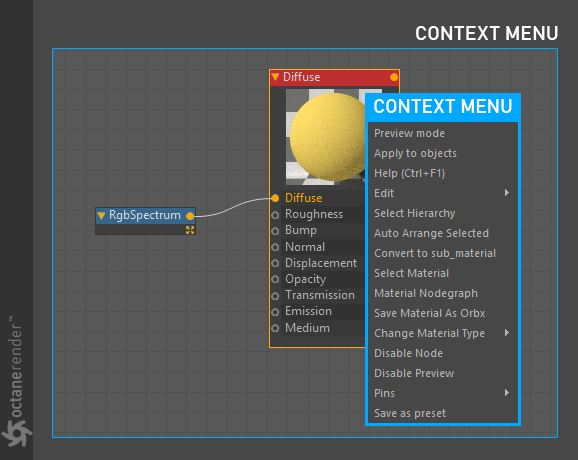 CONTEXT MENU
Diffuse
CONTEXT MENU
Preview mode
Apply to objects
Help (Ctrl+F1)
Edit
Select Hierarchy
Auto Arrange Selected
Convert to sub_material
Select Material
Material Nodegraph
Save Material As Orbx
Change Material Type
Disable Node
Disable Preview
Pins
Save as preset
RgbSpectrum
Diffuse
Roughness
Bump
Normal
Displacement
Opacity
Transmission
Emission
Medium
octanerender™